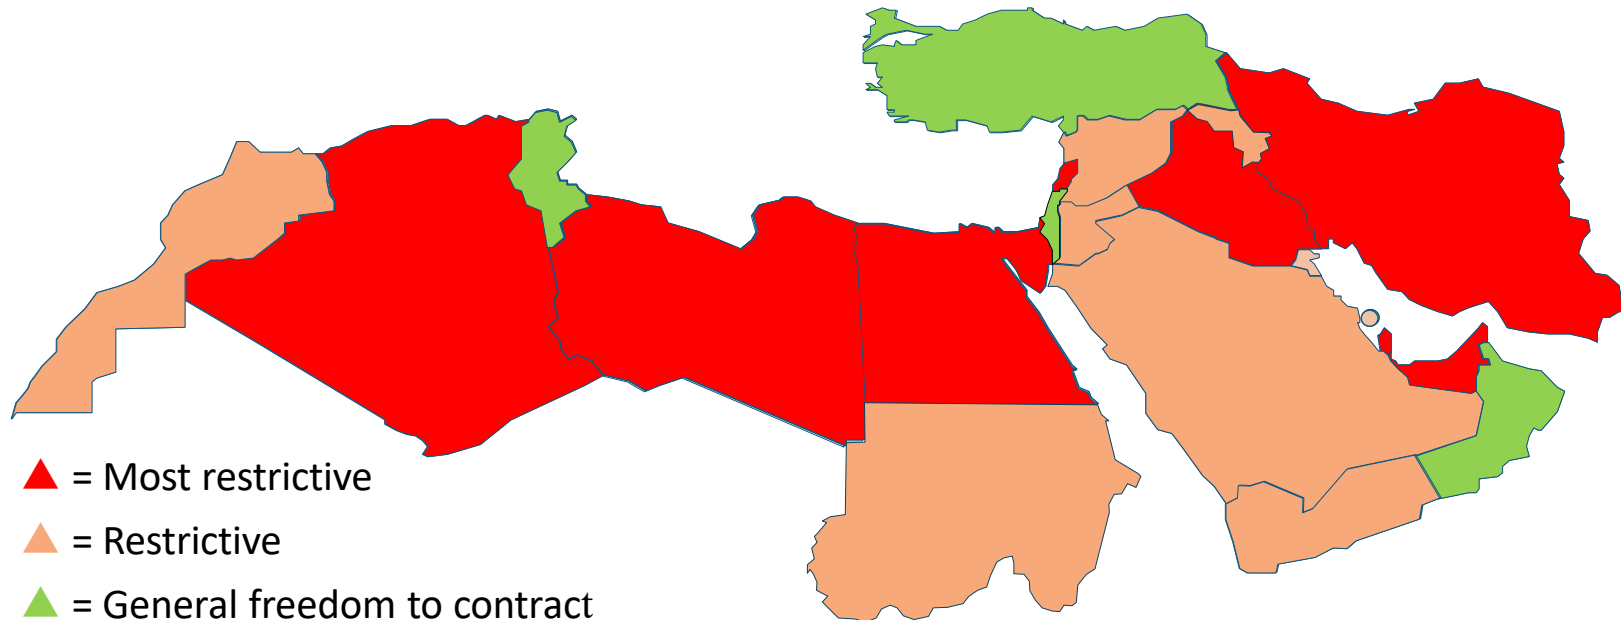 = Most restrictive
= Restrictive
= General freedom to contract